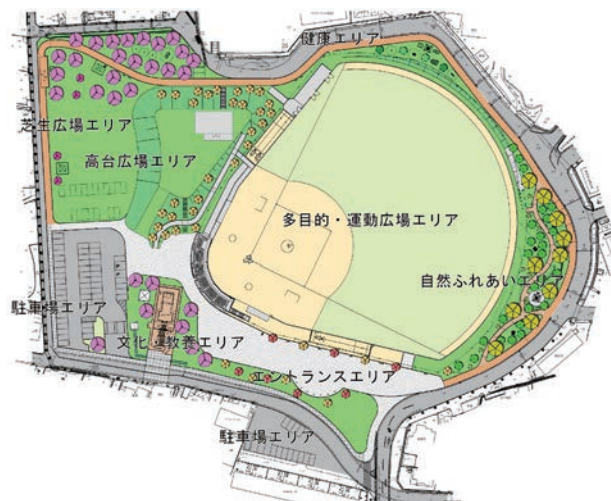 健康エリア
芝生広場エリア
高台広場エリア
多目的・運動広場エリア
自然ふれあいエリア
駐車場エリア
文化・教養エリア
エントランスエリア
駐車場エリア